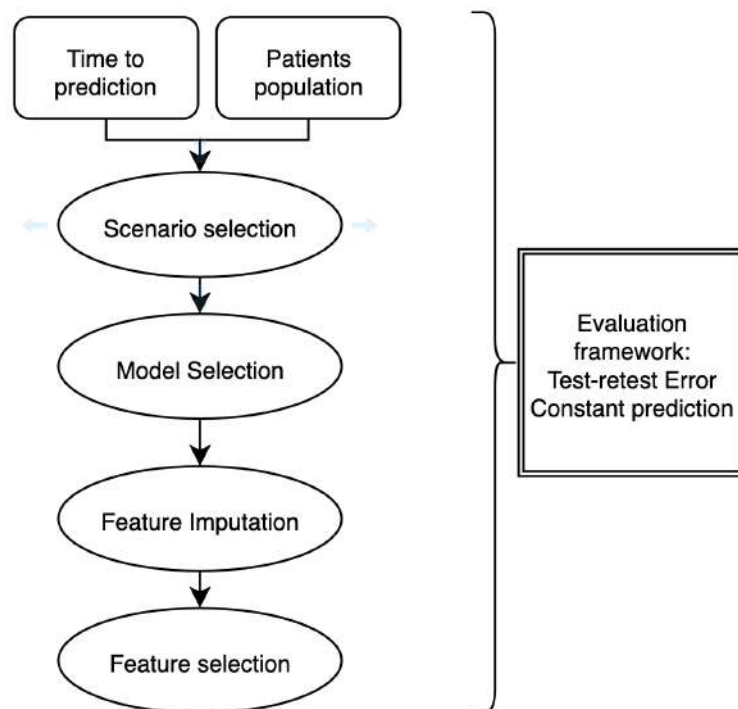 Time to
prediction
Patients
population
Scenario selection
Model Selection
Feature Imputation
Feature selection
Evaluation
framework:
Test-retest Error
Constant prediction